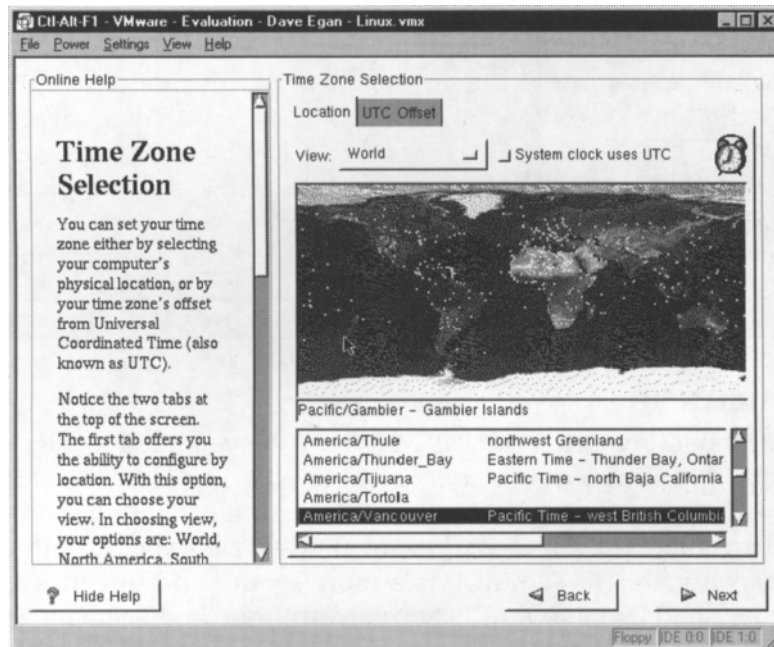 Ctl-Alt-F1 - VMware - Evaluation - Dave Egan - Linux.vmx
File Power Settings View Help
Online Help
Time Zone
Selection
You can set your time
zone either by selecting
your computer's
physical location, or by
your time zone's offset
from Universal
Coordinated Time (also
known as UTC).
Notice the two tabs at
the top of the screen.
The first tab offers you
the ability to configure by
location. With this option,
you can choose your
view. In choosing view,
your options are: World,
North America, South
Time Zone Selection
Location UTC Offset
View: World System clock uses UTC
Pacific/Gambier - Gambier Islands
America/Thule northwest Greenland
America/Thunder_Bay Eastern Time - Thunder Bay, Ontar
America/Tijuana Pacific Time - north Baja California
America/Tortola
America/Vancouver Pacific Time - west British Columbia
? Hide Help
Back Next
Floppy IDE 0:0 IDE 1:0